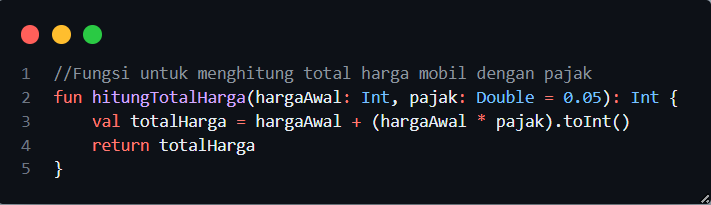 1 //Fungsi untuk menghitung total harga mobil dengan pajak
2 fun hitungTotalHarga(hargaAwal: Int, pajak: Double = 0.05): Int {
3     val totalHarga = hargaAwal + (hargaAwal * pajak).toInt()
4     return totalHarga
5 }